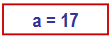 a = 17